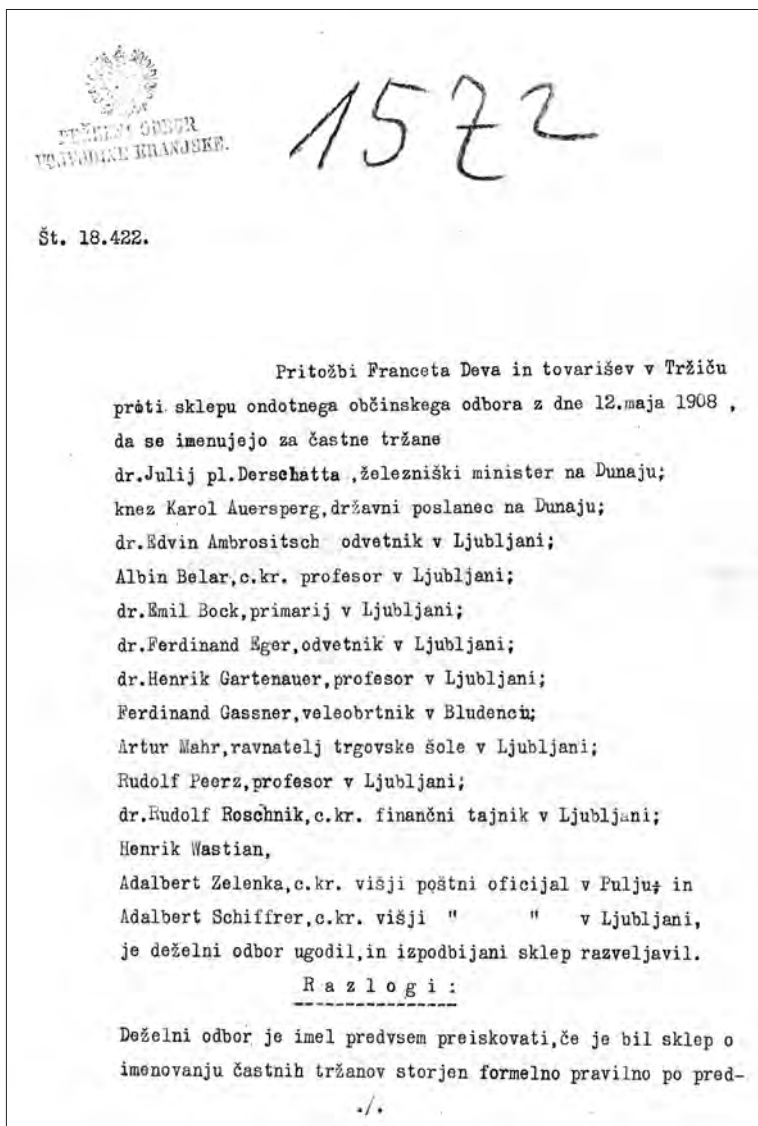 DEŽELNI ODBOR
VOJVODINE KRANJSKE.
1572
Št. 18.422.
Pritožbi Franceta Deva in tovarišev v Tržiču
proti sklepu ondotnega občinskega odbora z dne 12.maja 1908 ,
da se imenujejo za častne tržane
dr.Julij pl.Derschatta ,železniški minister na Dunaju;
knez Karol Auersperg,državni poslanec na Dunaju;
dr.Edvin Ambrositsch odvetnik v Ljubljani;
Albin Belar,c.kr. profesor v Ljubljani;
dr.Emil Bock,primarij v Ljubljani;
dr.Ferdinand Eger,odvetnik v Ljubljani;
dr.Henrik Gartenauer,profesor v Ljubljani;
Ferdinand Gassner,veleobrtnik v Bludencu;
Artur Mahr,ravnatelj trgovske šole v Ljubljani;
Rudolf Peerz,profesor v Ljubljani;
dr.Rudolf Roschnik,c.kr. finančni tajnik v Ljubljani;
Henrik Wastian,
Adalbert Zelenka,c.kr. višji poštni oficijal v Pulju; in
Adalbert Schiffrer,c.kr. višji " " v Ljubljani,
je deželni odbor ugodil,in izpodbijani sklep razveljavil.
R a z l o g i :
Deželni odbor je imel predvsem preiskovati,če je bil sklep o
imenovanju častnih tržanov storjen formelno pravilno po pred-
./.